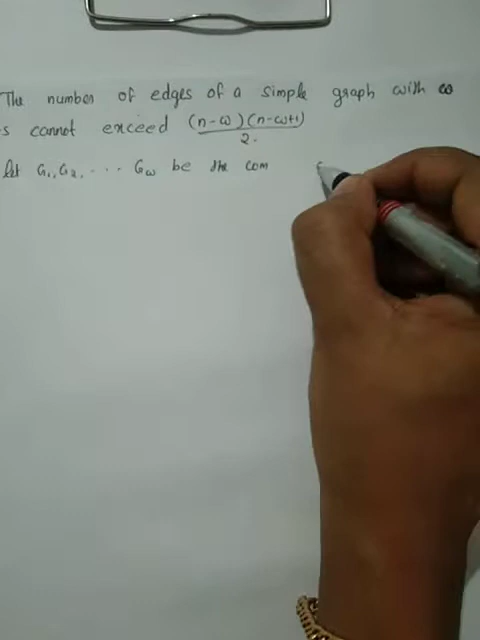 The number of edges of a simple graph with ω
s cannot exceed (n-ω)(n-ω+1)/2.
let G₁, G₂, ... Gω be the com